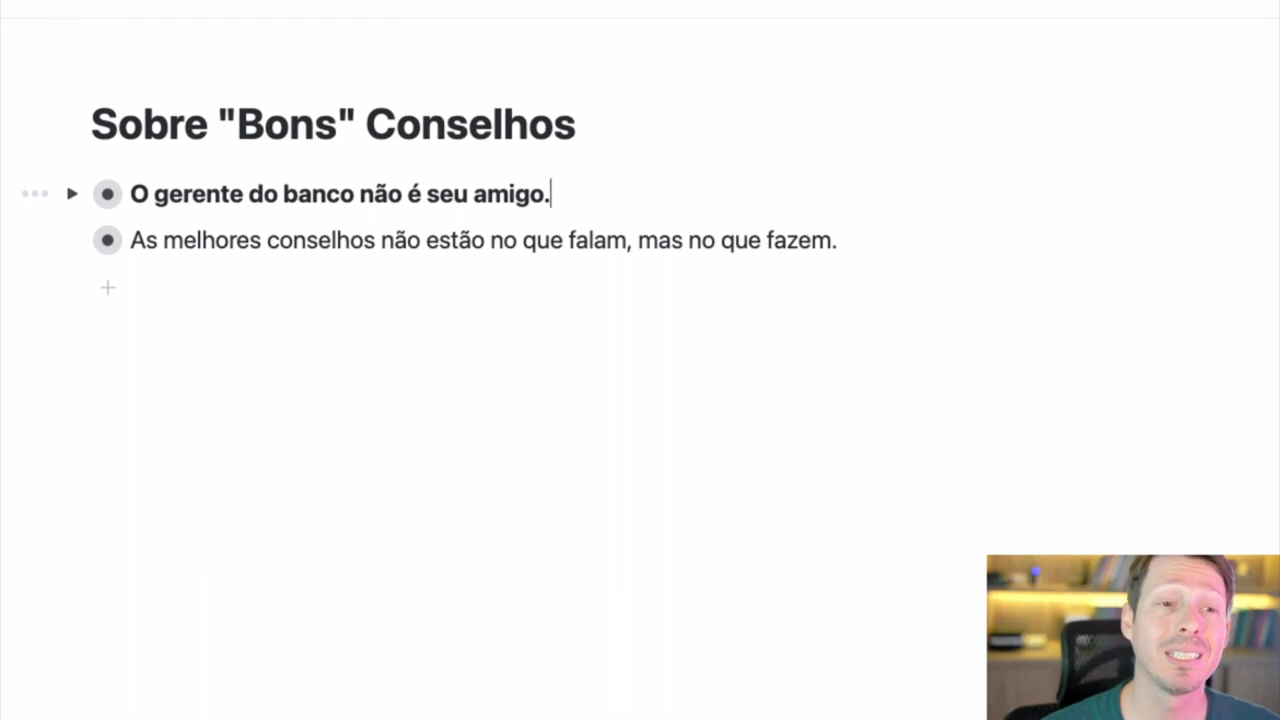 Sobre "Bons" Conselhos
O gerente do banco não é seu amigo.
As melhores conselhos não estão no que falam, mas no que fazem.